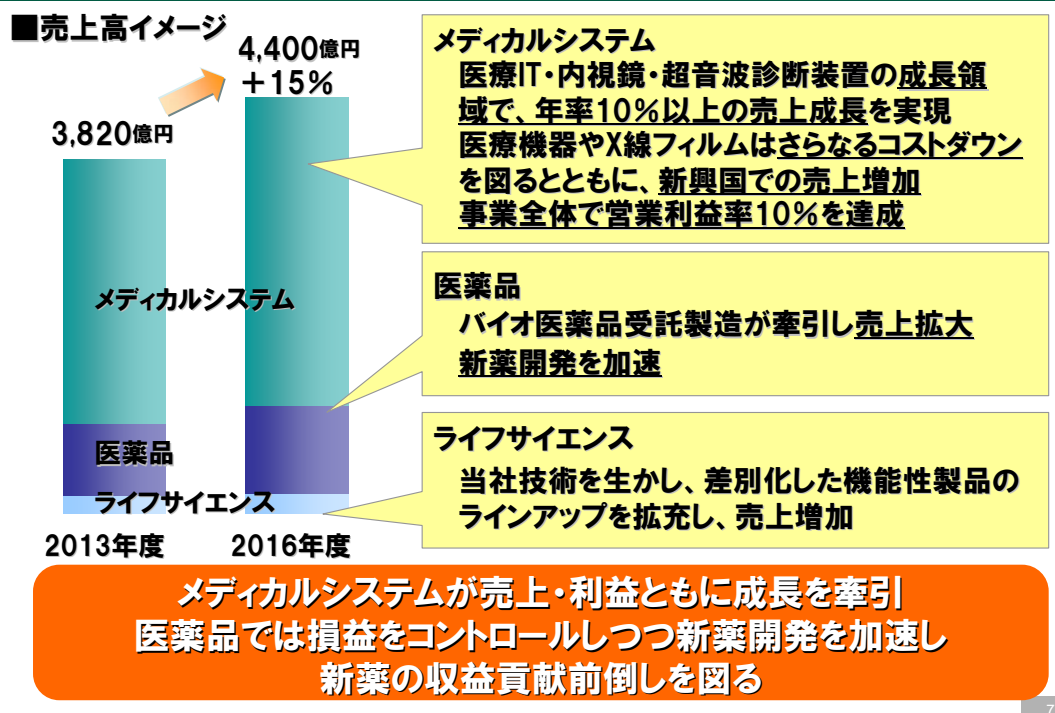 ■売上高イメージ
4,400億円
+15%
3,820億円
メディカルシステム
医薬品
ライフサイエンス
2013年度
2016年度
メディカルシステム
医療IT・内視鏡・超音波診断装置の成長領
域で、年率10%以上の売上成長を実現
医療機器やX線フィルムはさらなるコストダウン
を図るとともに、新興国での売上増加
事業全体で営業利益率10%を達成
医薬品
バイオ医薬品受託製造が牽引し売上拡大
新薬開発を加速
ライフサイエンス
当社技術を生かし、差別化した機能性製品の
ラインアップを拡充し、売上増加
メディカルシステムが売上・利益ともに成長を牽引
医薬品では損益をコントロールしつつ新薬開発を加速し
新薬の収益貢献前倒しを図る
7